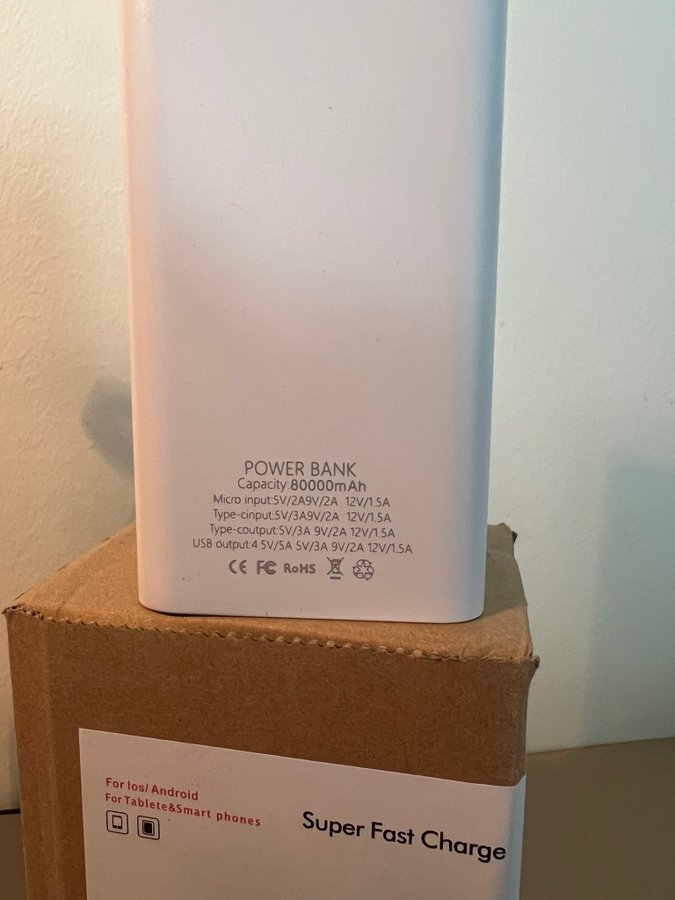 POWER BANK
Capacity:80000mAh
Micro input:5V/2A9V/2A 12V/1.5A
Type-cinput:5V/3A9V/2A 12V/1.5A
Type-coutput:5V/3A 9V/2A 12V/1.5A
USB output:4.5V/5A 5V/3A 9V/2A 12V/1.5A
CE FC RoHS
For Ios/Android
For Tablete&Smart phones
Super Fast Charge